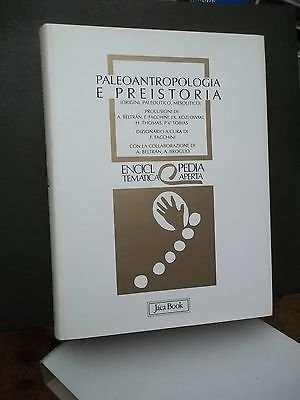 PALEOANTROPOLOGIA
E PREISTORIA
(ORIGINI, PALEOLITICO, MESOLITICO)
PROLUSIONI DI
A. BELTRÁN, F. FACCHINI, J.K. KOZLOWSKI,
H. THOMAS, P.V. TOBIAS
DIZIONARIO A CURA DI
F. FACCHINI
CON LA COLLABORAZIONE DI
A. BELTRÁN, A. BROGLIO
ENCICLOPEDIA
TEMATICA APERTA
Jaca Book